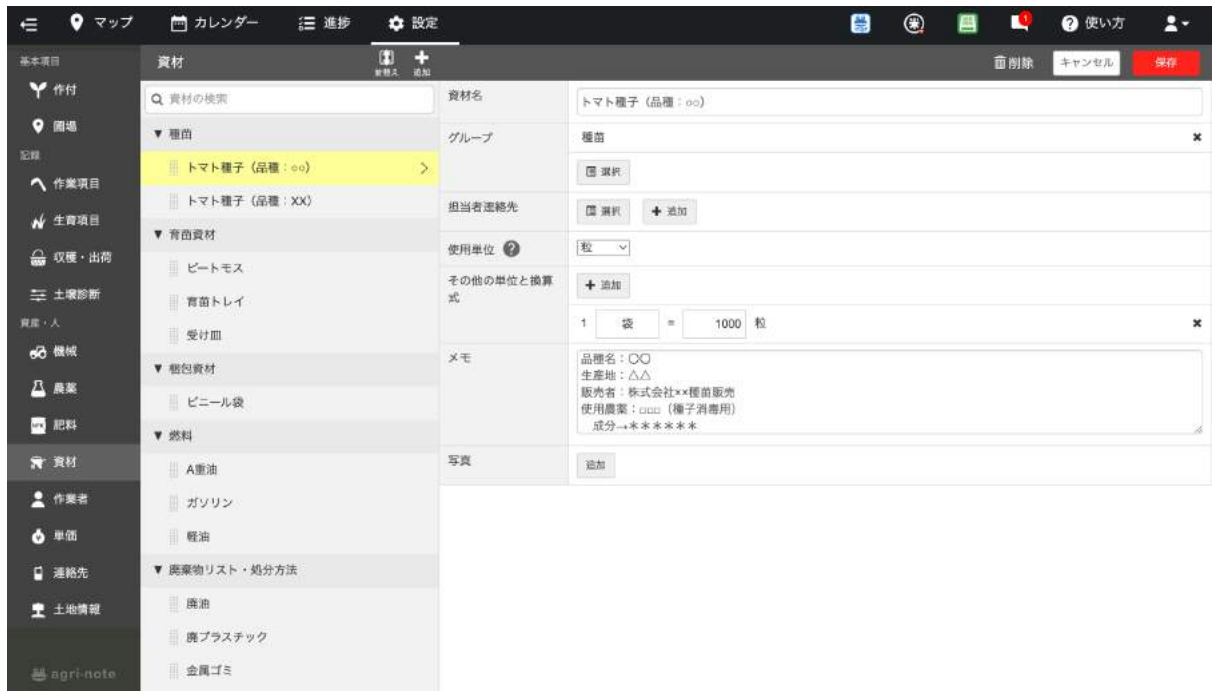 マップ
カレンダー
進捗
設定
1
使い方
基本項目
作付
圃場
記録
作業項目
生育項目
収穫・出荷
土壌診断
資産・人
機械
農薬
肥料
資材
作業者
単価
連絡先
土地情報
agri-note
資材
並替え
追加
資材の検索
▼ 種苗
トマト種子（品種：○○）
トマト種子（品種：XX）
▼ 育苗資材
ピートモス
育苗トレイ
受け皿
▼ 梱包資材
ビニール袋
▼ 燃料
A重油
ガソリン
軽油
▼ 廃棄物リスト・処分方法
廃油
廃プラスチック
金属ゴミ
削除
キャンセル
保存
資材名
トマト種子（品種：○○）
グループ
種苗
選択
担当者連絡先
選択
追加
使用単位
粒
その他の単位と換算式
追加
1 袋 = 1000 粒
メモ
品種名：〇〇
生産地：△△
販売者：株式会社××種苗販売
使用農薬：□□□（種子消毒用）
成分→＊＊＊＊＊＊
写真
追加